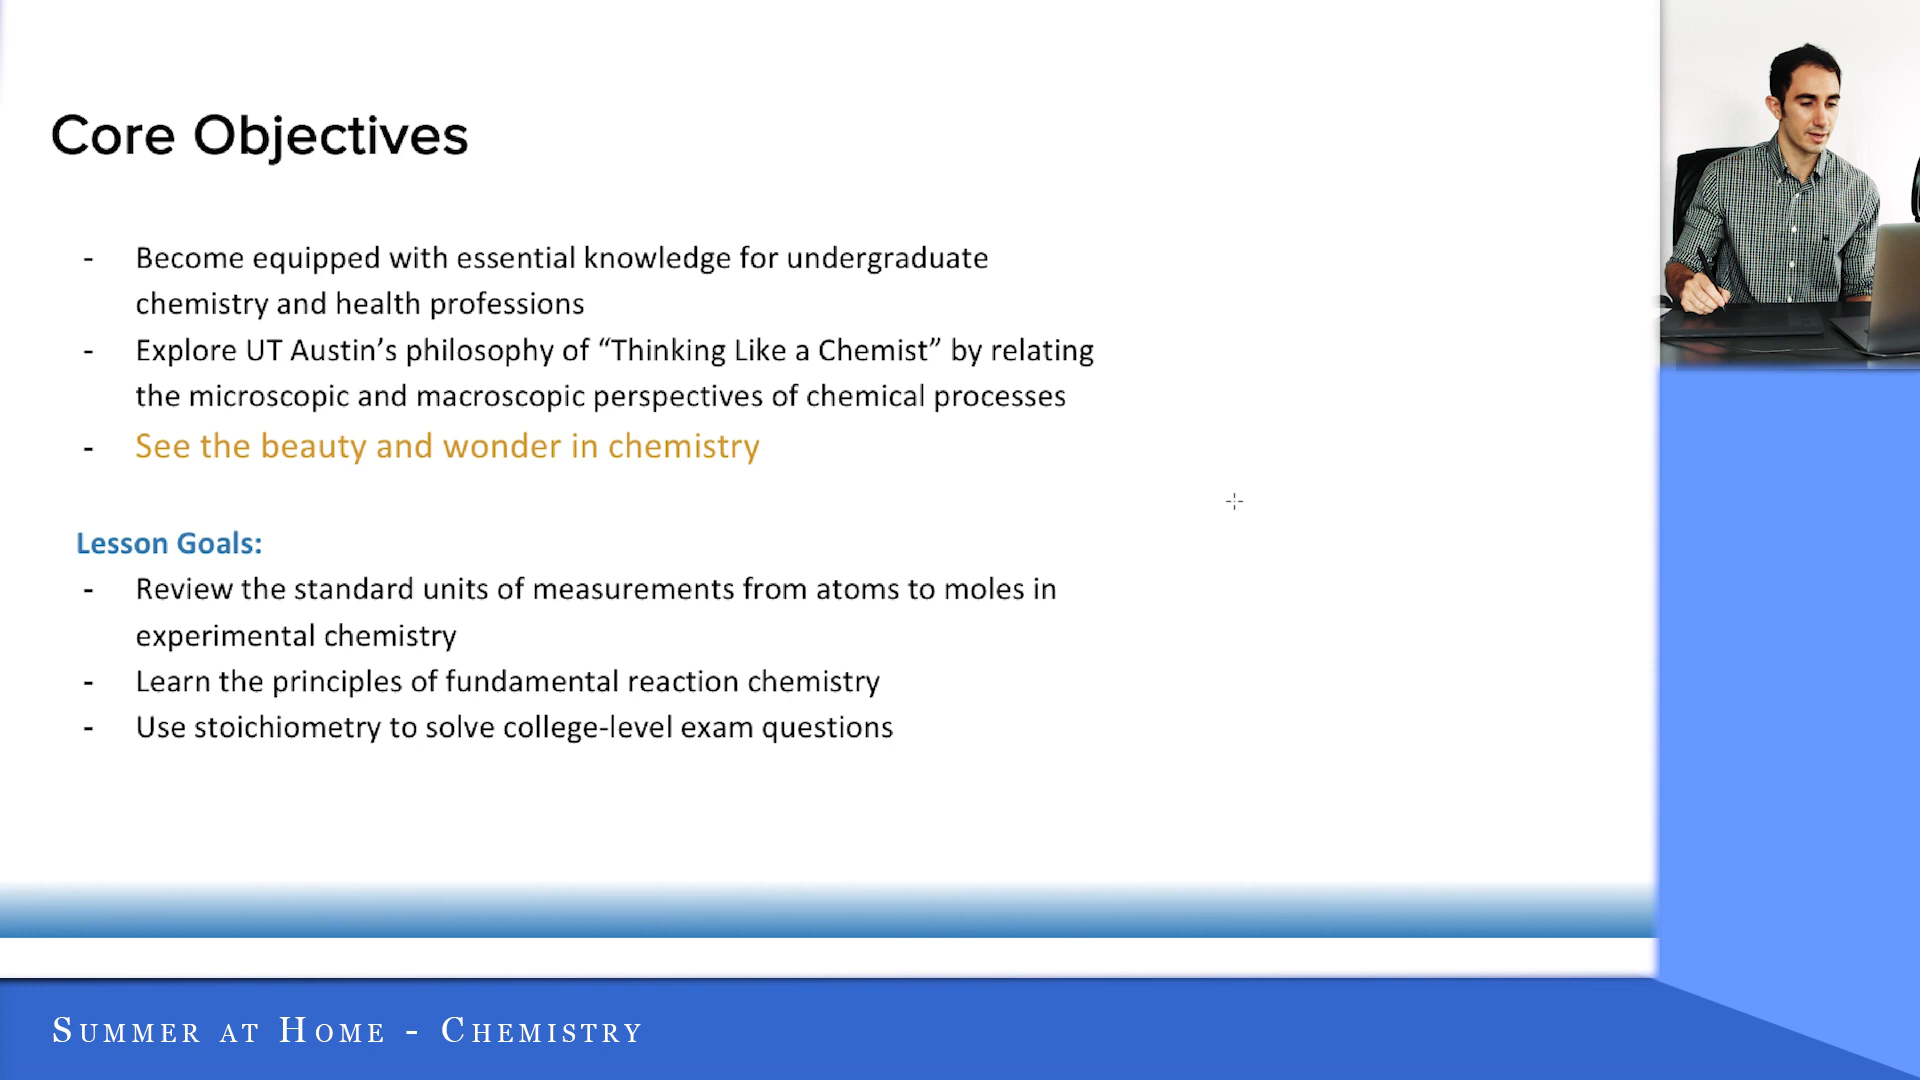 Core Objectives
- Become equipped with essential knowledge for undergraduate
chemistry and health professions
- Explore UT Austin’s philosophy of “Thinking Like a Chemist” by relating
the microscopic and macroscopic perspectives of chemical processes
- See the beauty and wonder in chemistry
Lesson Goals:
- Review the standard units of measurements from atoms to moles in
experimental chemistry
- Learn the principles of fundamental reaction chemistry
- Use stoichiometry to solve college-level exam questions
Summer at Home - Chemistry